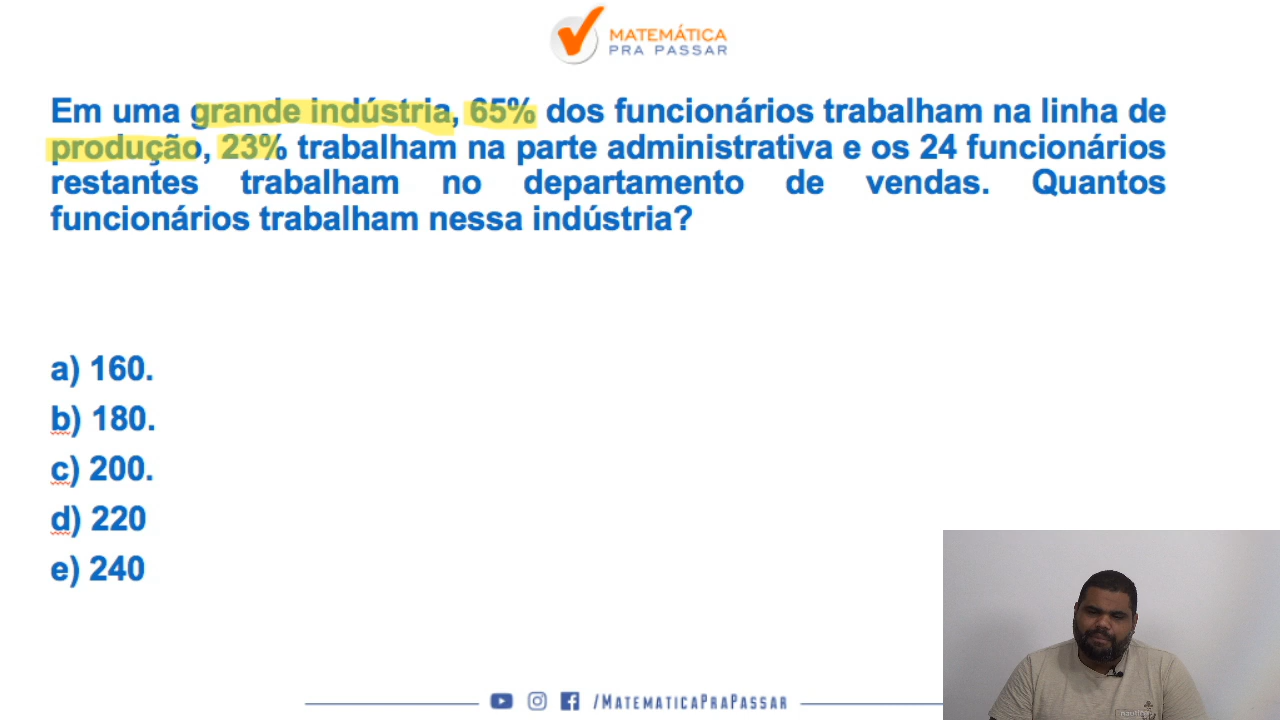 MATEMÁTICA
PRA PASSAR
Em uma grande indústria, 65% dos funcionários trabalham na linha de
produção, 23% trabalham na parte administrativa e os 24 funcionários
restantes trabalham no departamento de vendas. Quantos
funcionários trabalham nessa indústria?
a) 160.
b) 180.
c) 200.
d) 220
e) 240
/MATEMATICAPRAPASSAR